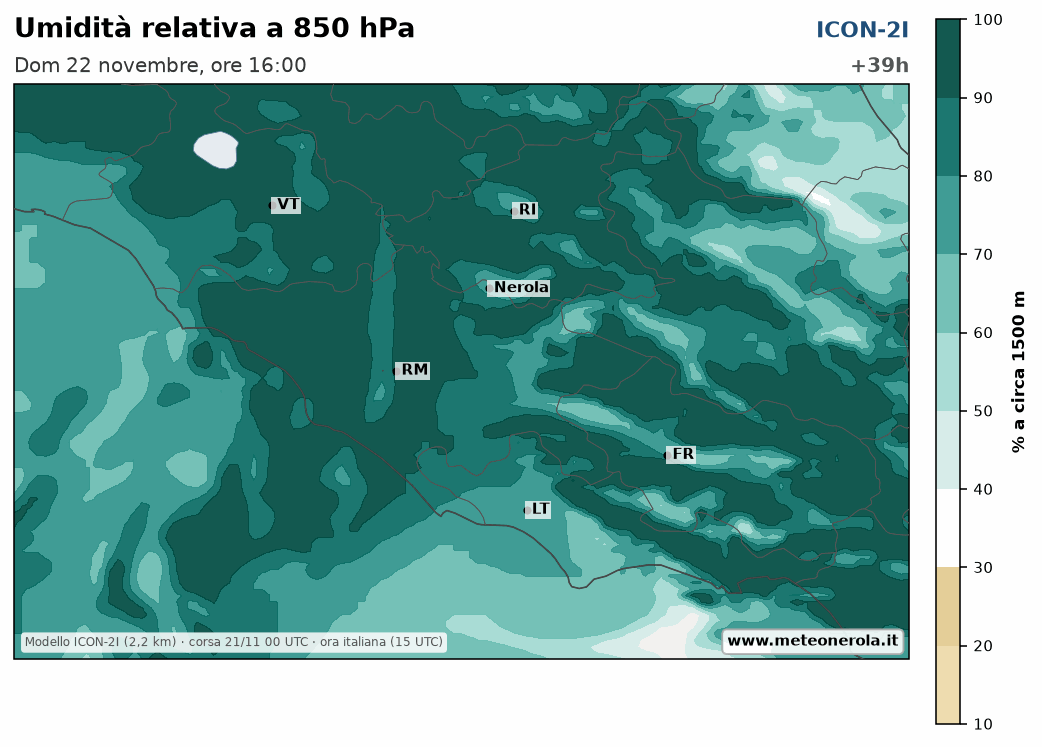 Umidità relativa a 850 hPa
ICON-2I
Dom 22 novembre, ore 16:00
+39h
100
90
80
70
60
50
40
30
20
10
% a circa 1500 m
VT
RI
Nerola
RM
FR
LT
Modello ICON-2I (2,2 km) · corsa 21/11 00 UTC · ora italiana (15 UTC)
www.meteonerola.it